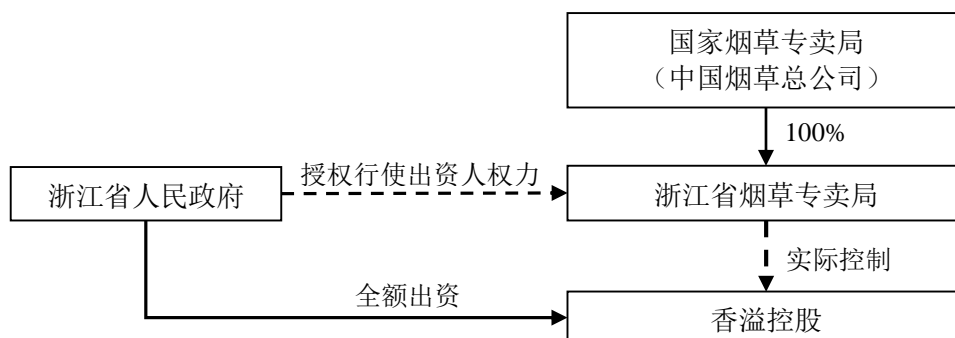 国家烟草专卖局
（中国烟草总公司）
100%
授权行使出资人权力
浙江省人民政府
浙江省烟草专卖局
实际控制
全额出资
香溢控股